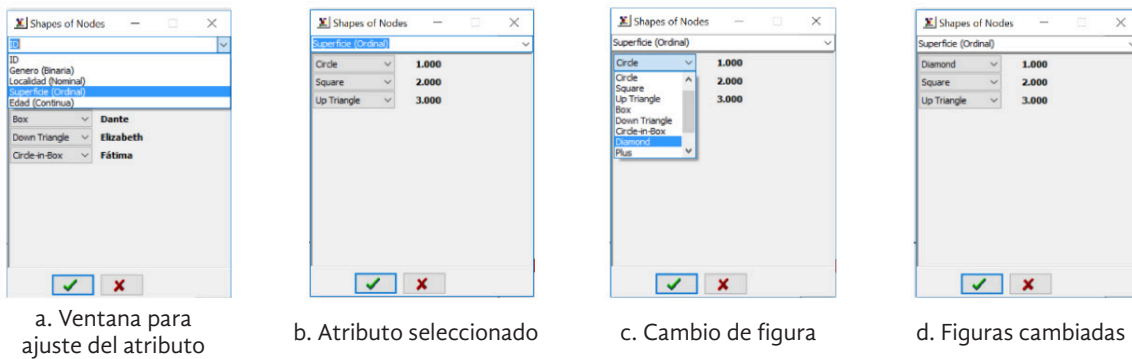 Shapes of Nodes
ID
ID
Genero (Binaria)
Localidad (Nominal)
Superficie (Ordinal)
Edad (Continua)
Box Dante
Down Triangle Elizabeth
Circle-in-Box Fátima
a. Ventana para
ajuste del atributo
Shapes of Nodes
Superficie (Ordinal)
Circle 1.000
Square 2.000
Up Triangle 3.000
b. Atributo seleccionado
Shapes of Nodes
Superficie (Ordinal)
Circle 1.000
Circle 2.000
Square
Up Triangle 3.000
Box
Down Triangle
Circle-in-Box
Diamond
Plus
c. Cambio de figura
Shapes of Nodes
Superficie (Ordinal)
Diamond 1.000
Square 2.000
Up Triangle 3.000
d. Figuras cambiadas